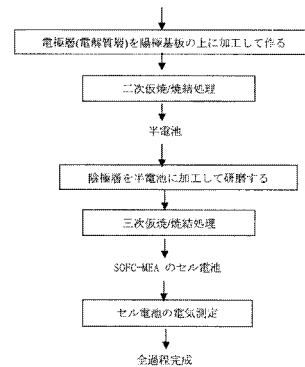 電極層(電解質層)を陽極基板の上に加工して作る
二次仮焼/焼結処理
半電池
陰極層を半電池に加工して研磨する
三次仮焼/焼結処理
SOFC-MEA のセル電池
セル電池の電気測定
全過程完成